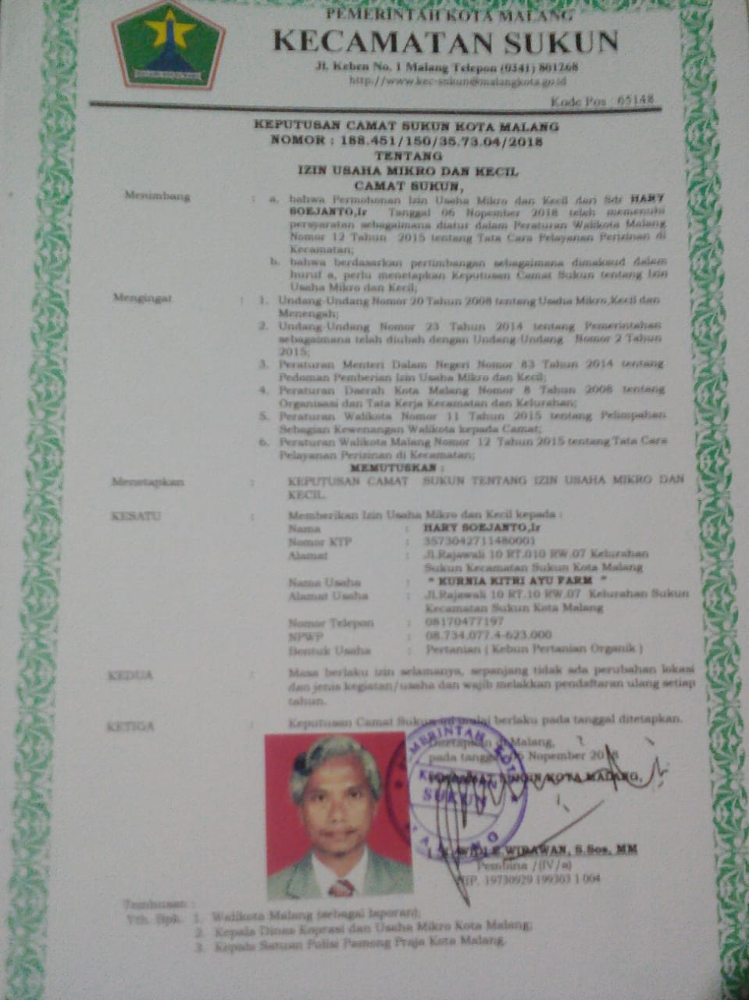 PEMERINTAH KOTA MALANG
KECAMATAN SUKUN
Jl. Keben No. 1 Malang Telepon (0341) 801268
http://www.kec-sukun@malangkota.go.id
Kode Pos : 65148
KEPUTUSAN CAMAT SUKUN KOTA MALANG
NOMOR : 188.451/150/35.73.04/2018
TENTANG
IZIN USAHA MIKRO DAN KECIL
CAMAT SUKUN,
Menimbang : a. bahwa Permohonan Izin Usaha Mikro dan Kecil dari Sdr HARY
SOEJANTO,Ir Tanggal 06 Nopember 2018 telah memenuhi
persyaratan sebagaimana diatur dalam Peraturan Walikota Malang
Nomor 12 Tahun 2015 tentang Tata Cara Pelayanan Perizinan di
Kecamatan;
b. bahwa berdasarkan pertimbangan sebagaimana dimaksud dalam
huruf a, perlu menetapkan Keputusan Camat Sukun tentang Izin
Usaha Mikro dan Kecil;
Mengingat : 1. Undang-Undang Nomor 20 Tahun 2008 tentang Usaha Mikro,Kecil dan
Menengah;
2. Undang-Undang Nomor 23 Tahun 2014 tentang Pemerintahan
sebagaimana telah diubah dengan Undang-Undang Nomor 2 Tahun
2015;
3. Peraturan Menteri Dalam Negeri Nomor 83 Tahun 2014 tentang
Pedoman Pemberian Izin Usaha Mikro dan Kecil;
4. Peraturan Daerah Kota Malang Nomor 8 Tahun 2008 tentang
Organisasi dan Tata Kerja Kecamatan dan Kelurahan;
5. Peraturan Walikota Nomor 11 Tahun 2015 tentang Pelimpahan
Sebagian Kewenangan Walikota kepada Camat;
6. Peraturan Walikota Malang Nomor 12 Tahun 2015 tentang Tata Cara
Pelayanan Perizinan di Kecamatan;
MEMUTUSKAN :
Menetapkan : KEPUTUSAN CAMAT SUKUN TENTANG IZIN USAHA MIKRO DAN
KECIL.
KESATU : Memberikan Izin Usaha Mikro dan Kecil kepada :
Nama : HARY SOEJANTO,Ir
Nomor KTP : 3573042711480001
Alamat : Jl.Rajawali 10 RT.010 RW.07 Kelurahan
Sukun Kecamatan Sukun Kota Malang
Nama Usaha : " KURNIA KITRI AYU FARM "
Alamat Usaha : Jl.Rajawali 10 RT.10 RW.07 Kelurahan Sukun
Kecamatan Sukun Kota Malang
Nomor Telepon : 08170477197
NPWP : 08.734.077.4-623.000
Bentuk Usaha : Pertanian ( Kebun Pertanian Organik )
KEDUA : Masa berlaku izin selamanya, sepanjang tidak ada perubahan lokasi
dan jenis kegiatan/usaha dan wajib melakkan pendaftaran ulang setiap
tahun.
KETIGA : Keputusan Camat Sukun ini mulai berlaku pada tanggal ditetapkan.
Ditetapkan di Malang,
pada tanggal Nopember 2018
SUKUN KOTA MALANG,
PEMERINTAH KOTA
KECAMATAN
SUKUN
MALANG
WIDI E.WIRAWAN, S.Sos, MM
Pembina /(IV/a)
NIP. 19730929 199303 1 004
Tembusan :
Yth. Bpk. 1. Walikota Malang (sebagai laporan);
2. Kepala Dinas Koprasi dan Usaha Mikro Kota Malang;
3. Kepala Satuan Polisi Pamong Praja Kota Malang.